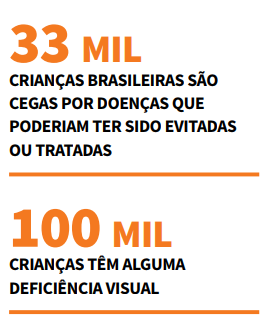 33 MIL
CRIANÇAS BRASILEIRAS SÃO
CEGAS POR DOENÇAS QUE
PODERIAM TER SIDO EVITADAS
OU TRATADAS
100 MIL
CRIANÇAS TÊM ALGUMA
DEFICIÊNCIA VISUAL